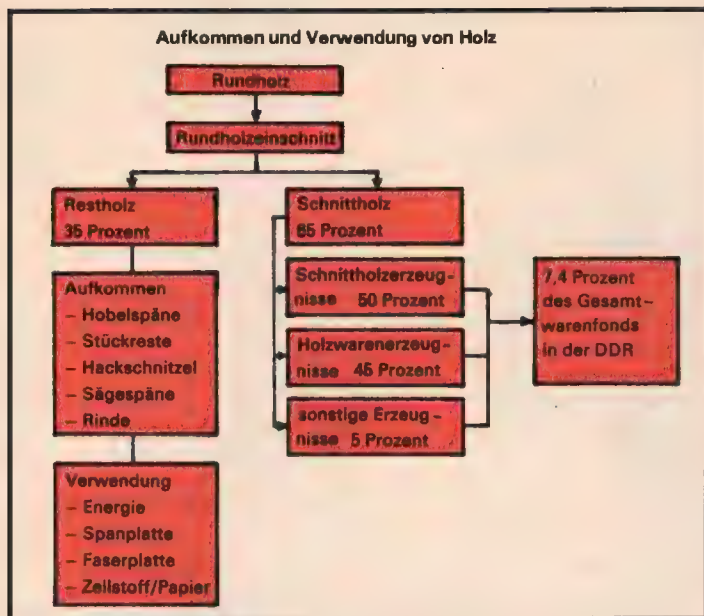 Aufkommen und Verwendung von Holz
Rundholz
Rundholzeinschnitt
Restholz
35 Prozent
Aufkommen
– Hobelspäne
– Stückreste
– Hackschnitzel
– Sägespäne
– Rinde
Verwendung
– Energie
– Spanplatte
– Faserplatte
– Zellstoff/Papier
Schnittholz
65 Prozent
Schnittholzerzeug–
nisse 50 Prozent
Holzwarenerzeug–
nisse 45 Prozent
sonstige Erzeug–
nisse 5 Prozent
7,4 Prozent
des Gesamt–
warenfonds
in der DDR